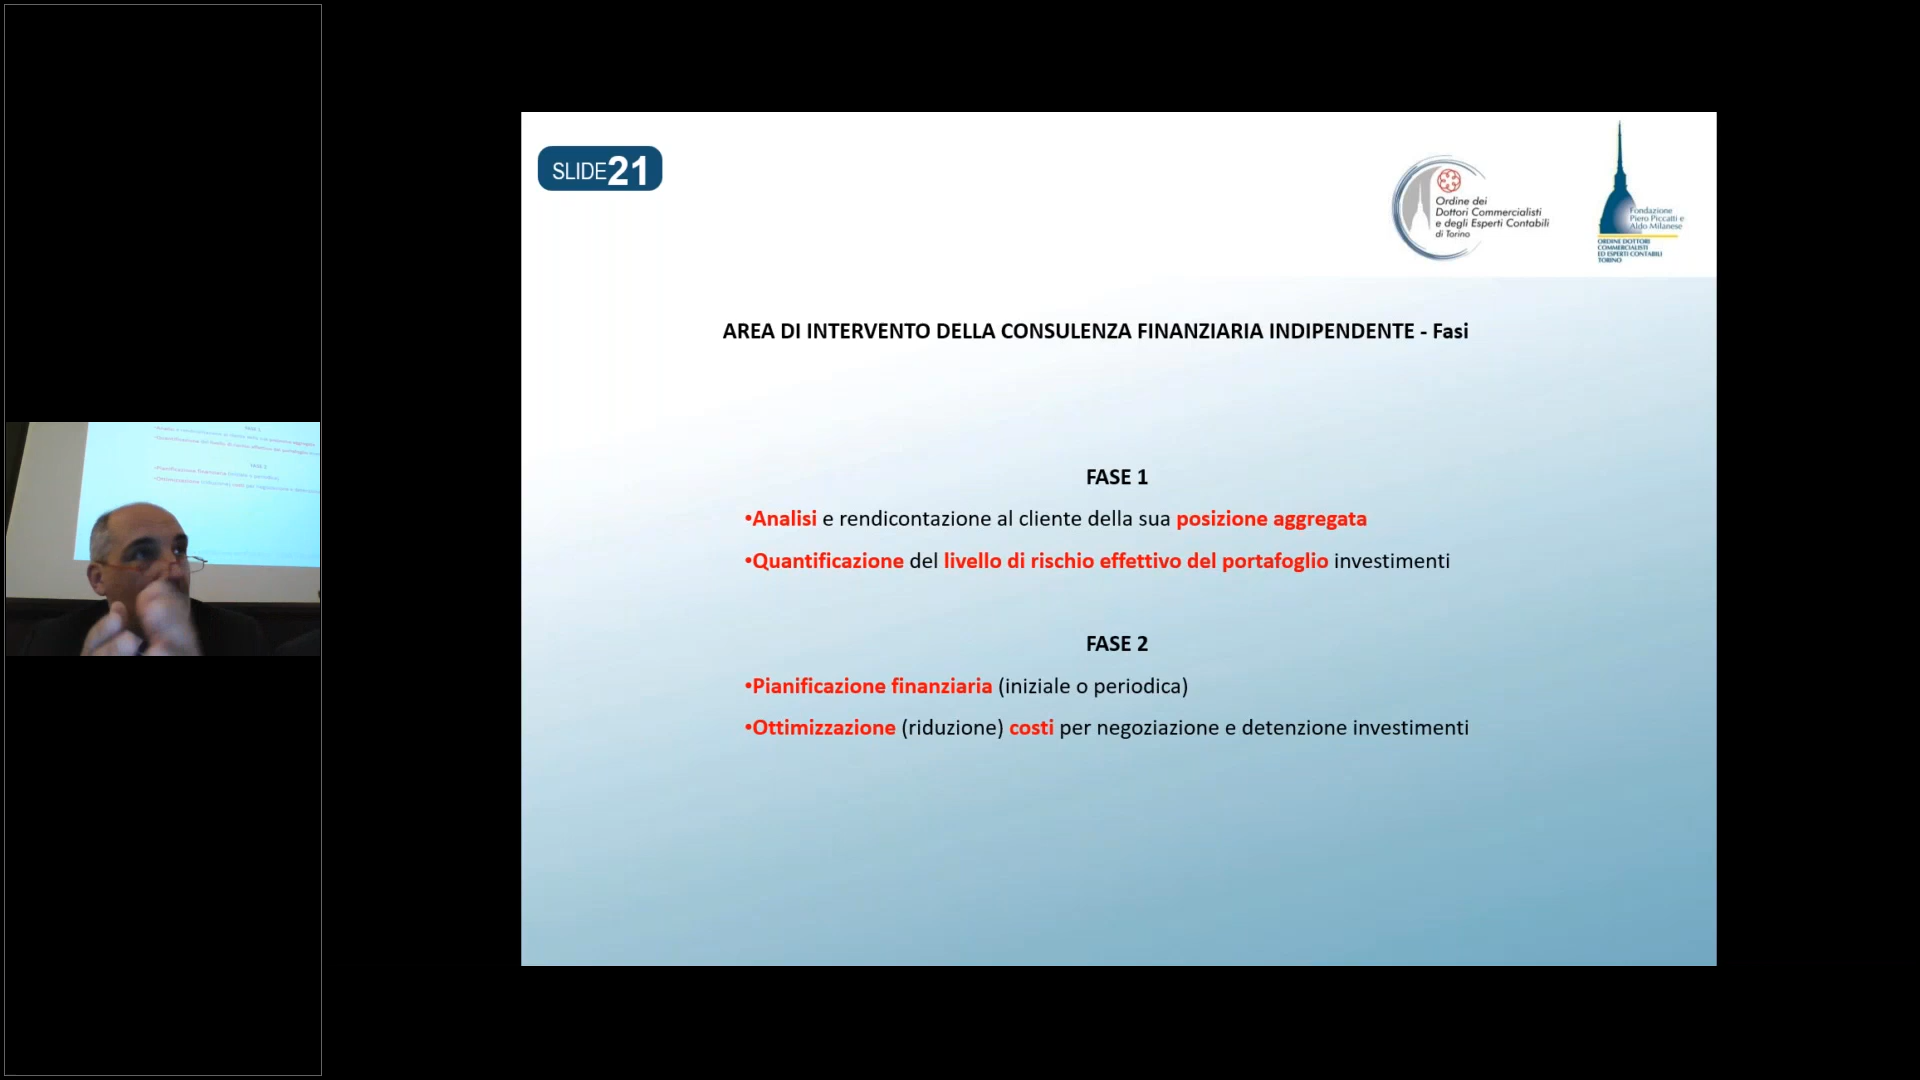 SLIDE21
Ordine dei
Dottori Commercialisti
e degli Esperti Contabili
di Torino
Fondazione
Piero Piccatti e
Aldo Milanese
ORDINE DOTTORI
COMMERCIALISTI
ED ESPERTI CONTABILI
TORINO
AREA DI INTERVENTO DELLA CONSULENZA FINANZIARIA INDIPENDENTE - Fasi
FASE 1
•Analisi e rendicontazione al cliente della sua posizione aggregata
•Quantificazione del livello di rischio effettivo del portafoglio investimenti
FASE 2
•Pianificazione finanziaria (iniziale o periodica)
•Ottimizzazione (riduzione) costi per negoziazione e detenzione investimenti